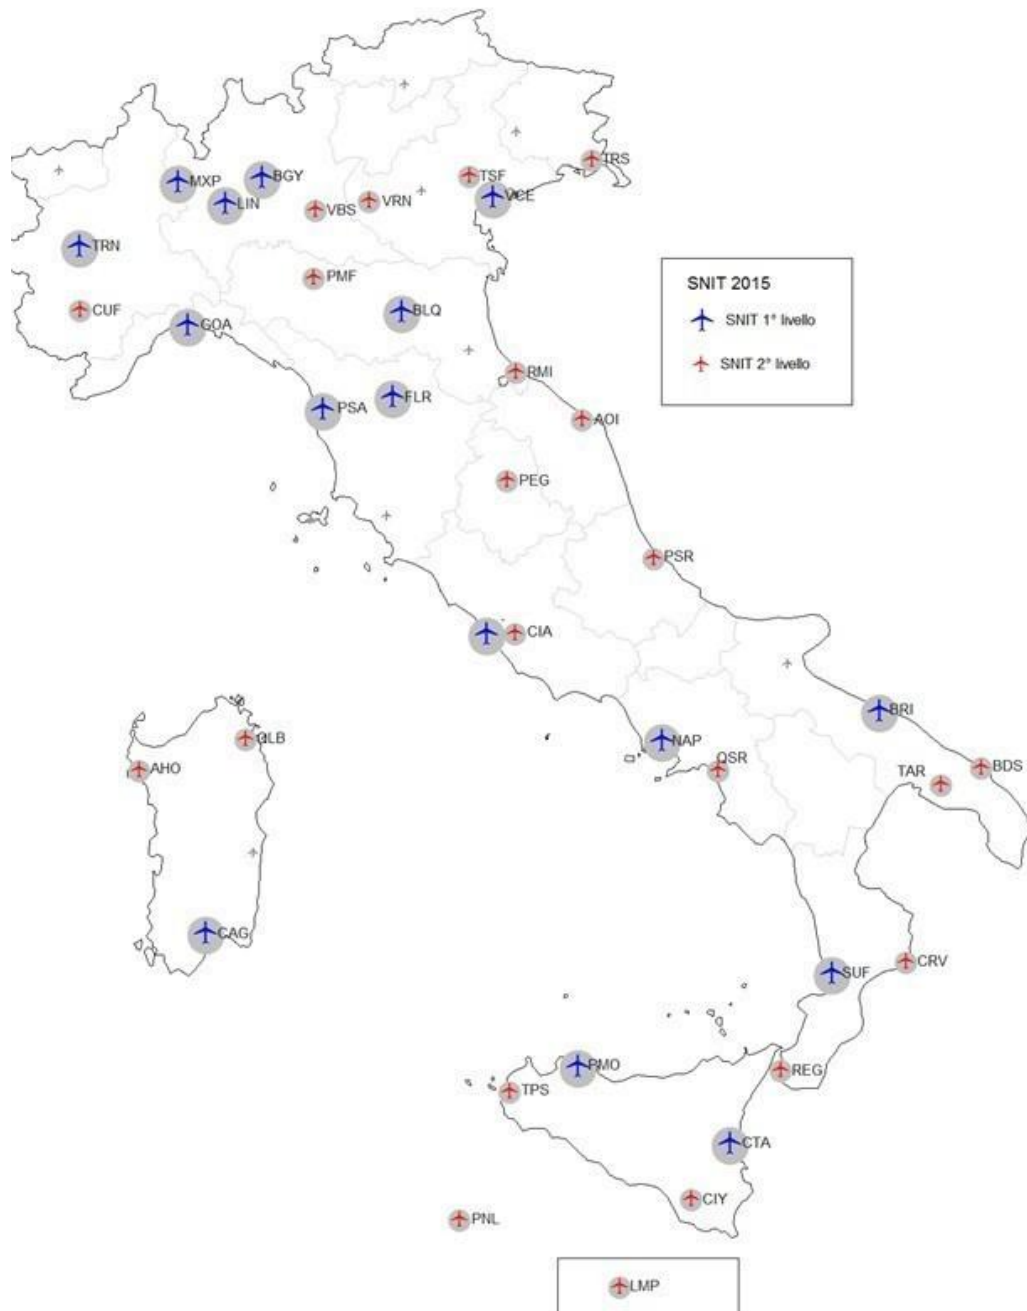 TRS
TSF
MXP
BGY
VCE
LIN
VRN
VBS
TRN
PMF
SNIT 2015
CUF
BLQ
SNIT 1° livello
GOA
SNIT 2° livello
RMI
FLR
PSA
AOI
PEG
PSR
CIA
BRI
NAP
OLB
QSR
AHO
TAR
BDS
CAG
CRV
SUF
PMO
REG
TPS
CTA
CIY
PNL
LMP